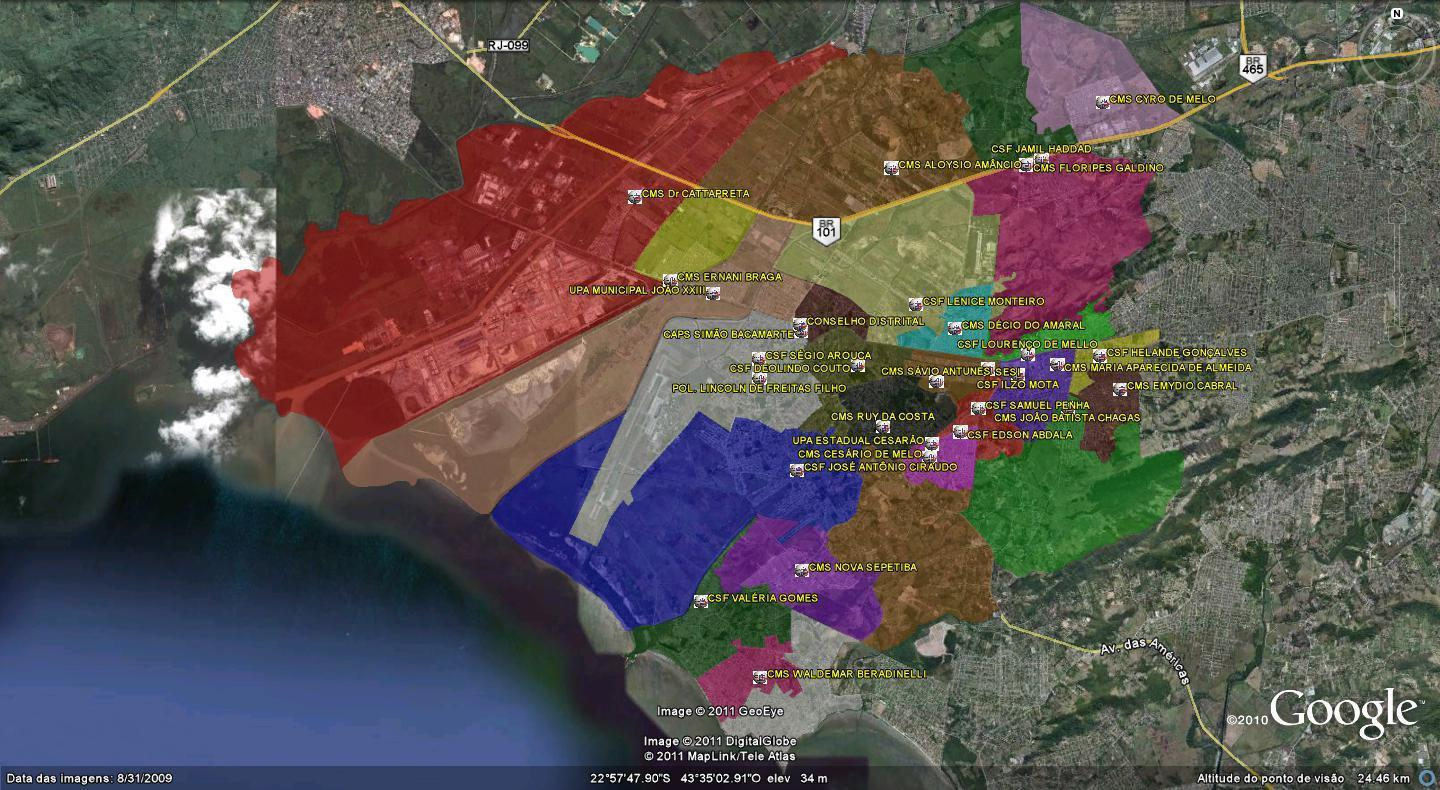 N
RJ-099
BR
465
CMS CYRO DE MELO
CSF JAMIL HADDAD
CMS ALOYSIO AMÂNCIO
CMS FLORIPES GALDINO
CMS Dr CATTAPRETA
BR
101
CMS ERNANI BRAGA
UPA MUNICIPAL JOÃO XXIII
CSF LENICE MONTEIRO
CONSELHO DISTRITAL
CMS DÉCIO DO AMARAL
CAPS SIMÃO BACAMARTE
CSF LOURENÇO DE MELLO
CSF SÉGIO AROUCA
CSF HELANDE GONÇALVES
CSF DEOLINDO COUTO
CMS SÁVIO ANTUNES
SESI
CMS MARIA APARECIDA DE ALMEIDA
POL. LINCOLN DE FREITAS FILHO
CSF ILZO MOTA
CMS EMYDIO CABRAL
CSF SAMUEL PENHA
CMS RUY DA COSTA
CMS JOÃO BATISTA CHAGAS
CSF EDSON ABDALA
UPA ESTADUAL CESARÃO
CMS CESÁRIO DE MELO
CSF JOSÉ ANTÔNIO CIRAUDO
CMS NOVA SEPETIBA
CSF VALÉRIA GOMES
Av. das Américas
CMS WALDEMAR BERADINELLI
Image © 2011 GeoEye
©2010 Google
Image © 2011 DigitalGlobe
© 2011 MapLink/Tele Atlas
Data das imagens: 8/31/2009
22°57'47.90"S 43°35'02.91"O elev 34 m
Altitude do ponto de visão 24.46 km